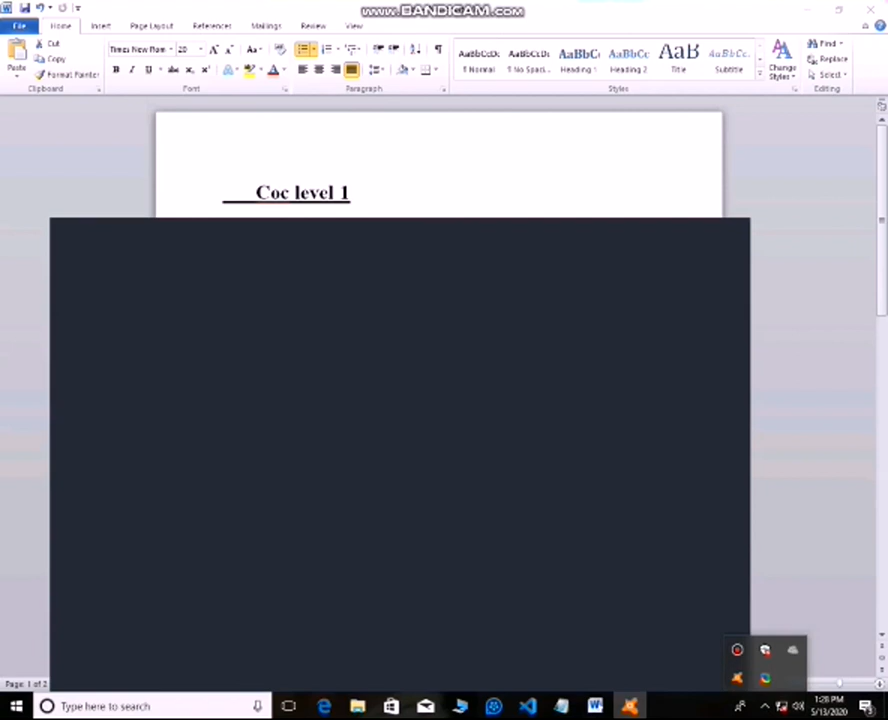 www.BANDICAM.com
File Home Insert Page Layout References Mailings Review View
Cut
Copy
Format Painter
Paste
Clipboard
Times New Rom 20
B I U abc
Font
Paragraph
AaBbCcDc AaBbCcDc AaBbC AaBbCc AaB AaBbCc.
¶ Normal ¶ No Spaci... Heading 1 Heading 2 Title Subtitle
Change Styles
Styles
Find
Replace
Select
Editing
Coc level 1
Page: 1 of 2
Type here to search
1:28 PM
5/13/2020